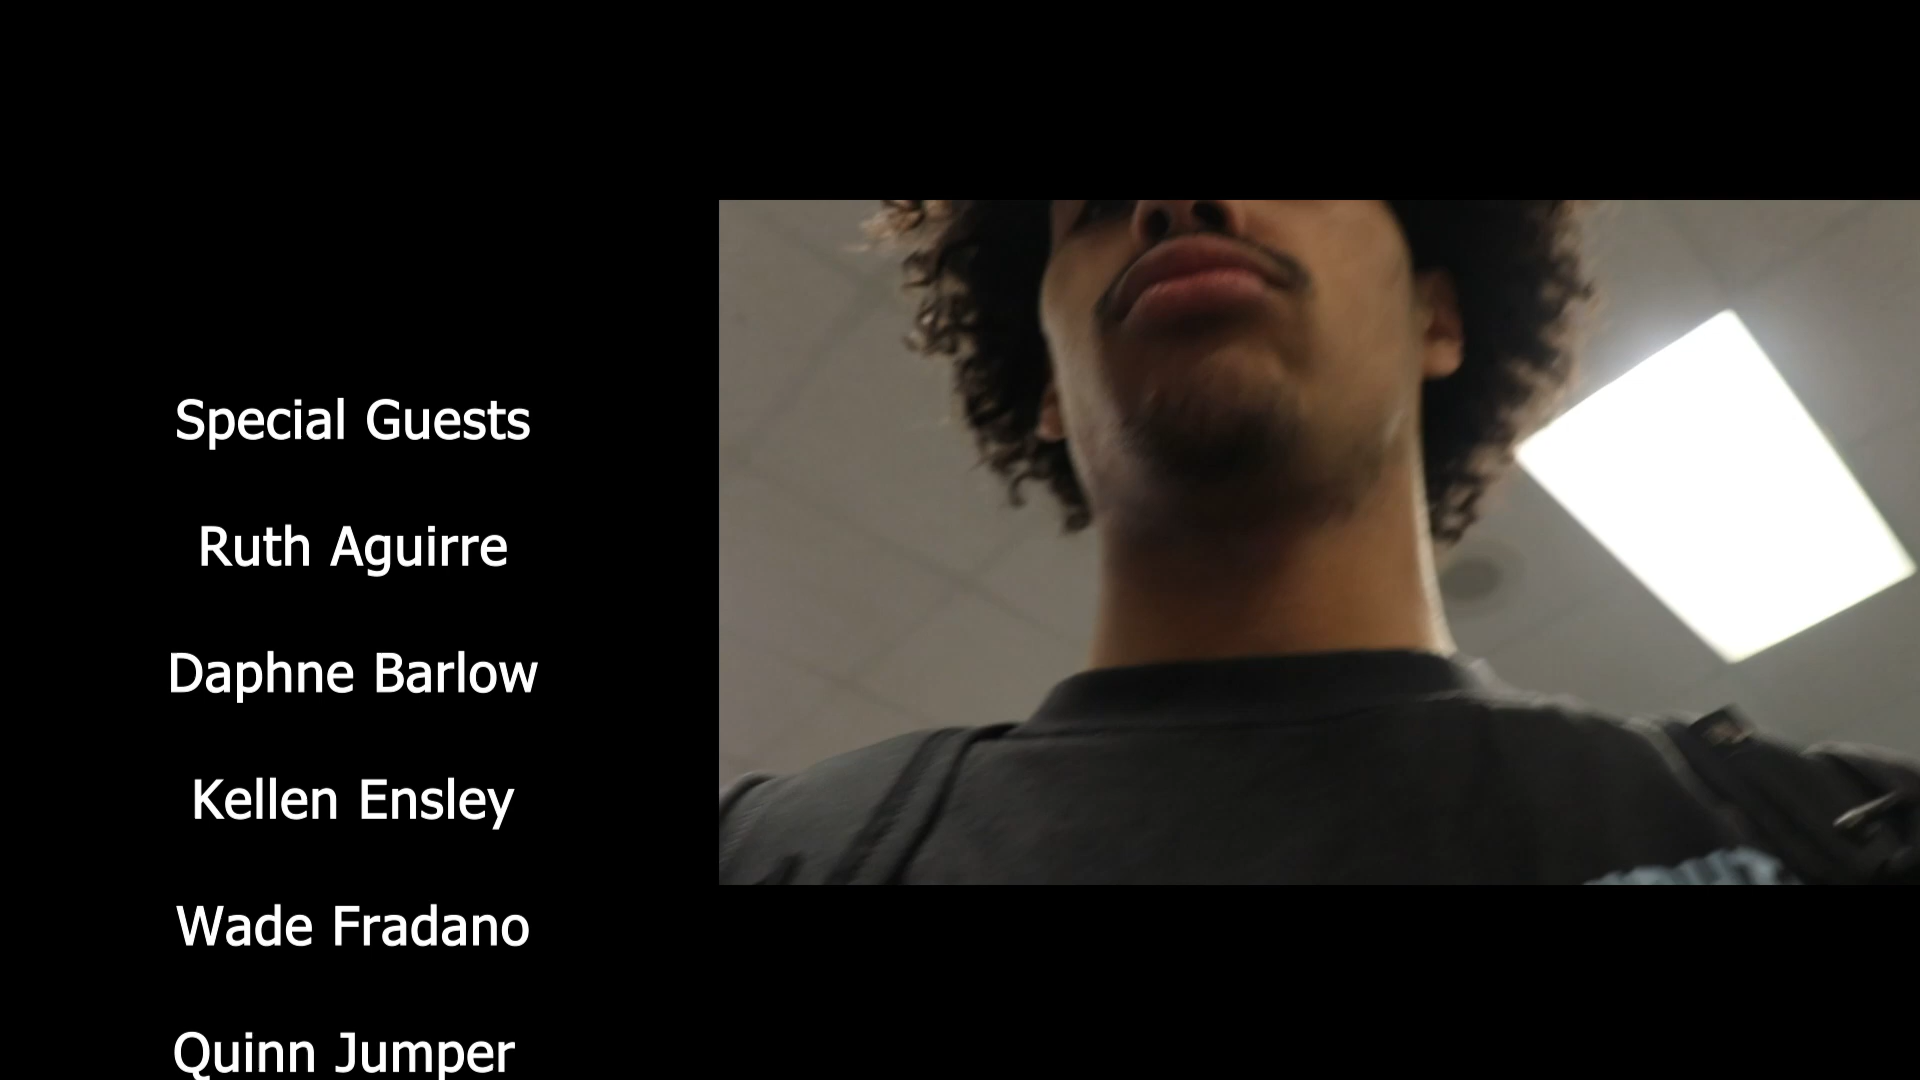 Special Guests
Ruth Aguirre
Daphne Barlow
Kellen Ensley
Wade Fradano
Quinn Jumper